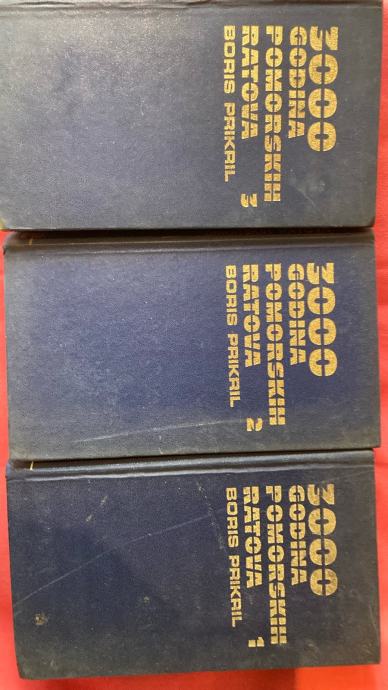 3000
GODINA
POMORSKIH
RATOVA 3
BORIS PRIKRIL
3000
GODINA
POMORSKIH
RATOVA 2
BORIS PRIKRIL
3000
GODINA
POMORSKIH
RATOVA 1
BORIS PRIKRIL